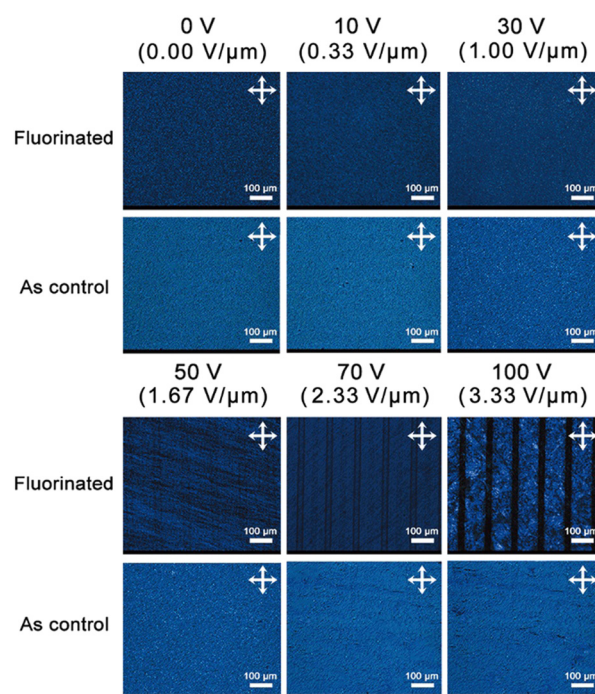 0 V 10 V 30 V
(0.00 V/μm) (0.33 V/μm) (1.00 V/μm)
Fluorinated
100 μm 100 μm 100 μm
As control
100 μm 100 μm 100 μm
50 V 70 V 100 V
(1.67 V/μm) (2.33 V/μm) (3.33 V/μm)
Fluorinated
100 μm 100 μm 100 μm
As control
100 μm 100 μm 100 μm